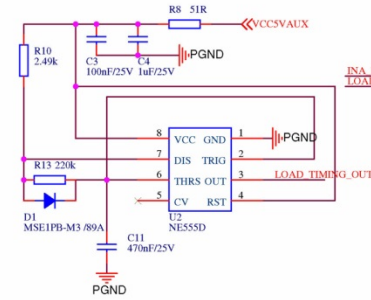 R8 51R
VCC5VAUX
R10
2.49k
C3
100nF/25V
C4
1uF/25V
PGND
INA_
LOAD
8 VCC GND 1
PGND
7 DIS TRIG 2
R13 220k
6 THRS OUT 3
LOAD_TIMING_OUT
5 CV RST 4
D1
MSE1PB-M3 /89A
U2
NE555D
C11
470nF/25V
PGND